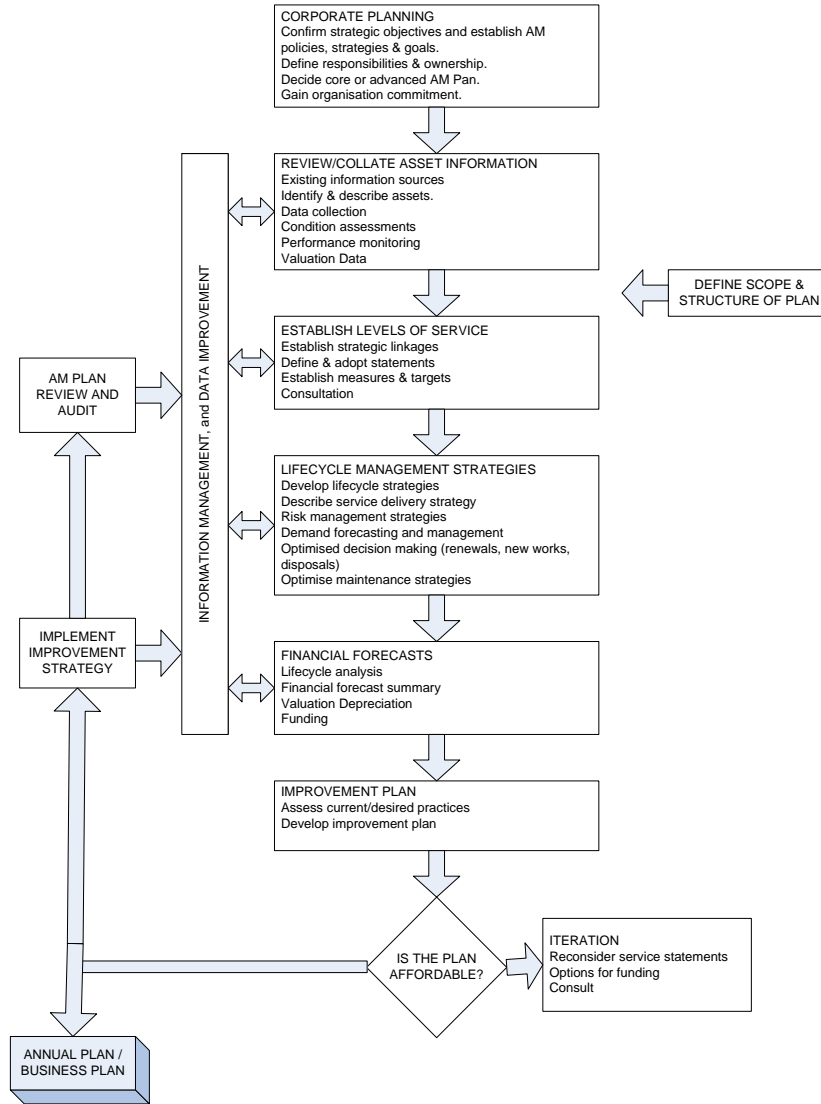 CORPORATE PLANNING
Confirm strategic objectives and establish AM
policies, strategies & goals.
Define responsibilities & ownership.
Decide core or advanced AM Pan.
Gain organisation commitment.
REVIEW/COLLATE ASSET INFORMATION
Existing information sources
Identify & describe assets.
Data collection
Condition assessments
Performance monitoring
Valuation Data
DEFINE SCOPE &
STRUCTURE OF PLAN
INFORMATION MANAGEMENT, and DATA IMPROVEMENT
ESTABLISH LEVELS OF SERVICE
Establish strategic linkages
Define & adopt statements
Establish measures & targets
Consultation
AM PLAN
REVIEW AND
AUDIT
LIFECYCLE MANAGEMENT STRATEGIES
Develop lifecycle strategies
Describe service delivery strategy
Risk management strategies
Demand forecasting and management
Optimised decision making (renewals, new works,
disposals)
Optimise maintenance strategies
IMPLEMENT
IMPROVEMENT
STRATEGY
FINANCIAL FORECASTS
Lifecycle analysis
Financial forecast summary
Valuation Depreciation
Funding
IMPROVEMENT PLAN
Assess current/desired practices
Develop improvement plan
IS THE PLAN
AFFORDABLE?
ITERATION
Reconsider service statements
Options for funding
Consult
ANNUAL PLAN /
BUSINESS PLAN